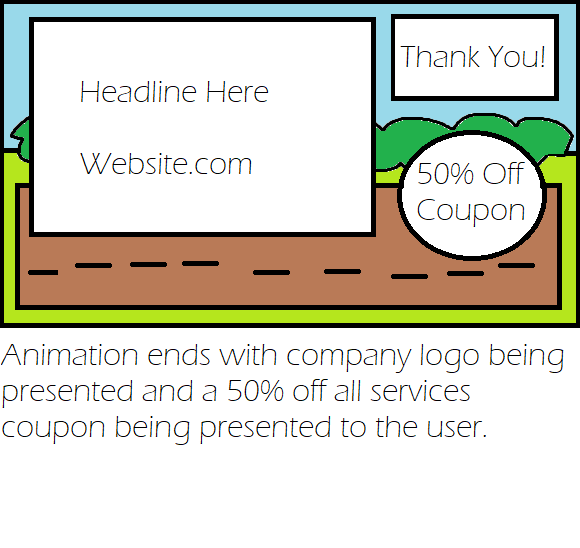 Thank You!
Headline Here
Website.com
50% Off
Coupon
Animation ends with company logo being
presented and a 50% off all services
coupon being presented to the user.